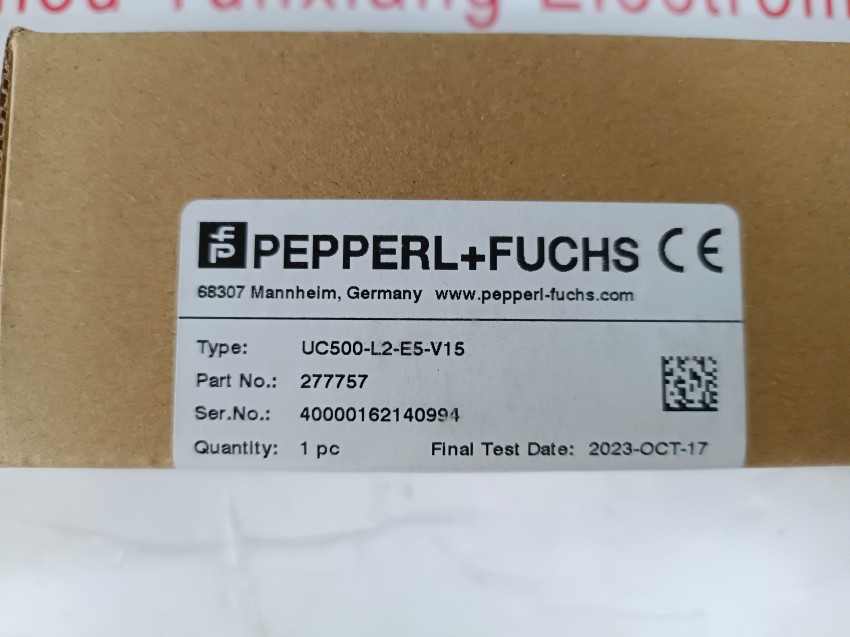 PEPPERL+FUCHS CE
68307 Mannheim, Germany www.pepperl-fuchs.com
Type: UC500-L2-E5-V15
Part No.: 277757
Ser.No.: 40000162140994
Quantity: 1 pc Final Test Date: 2023-OCT-17